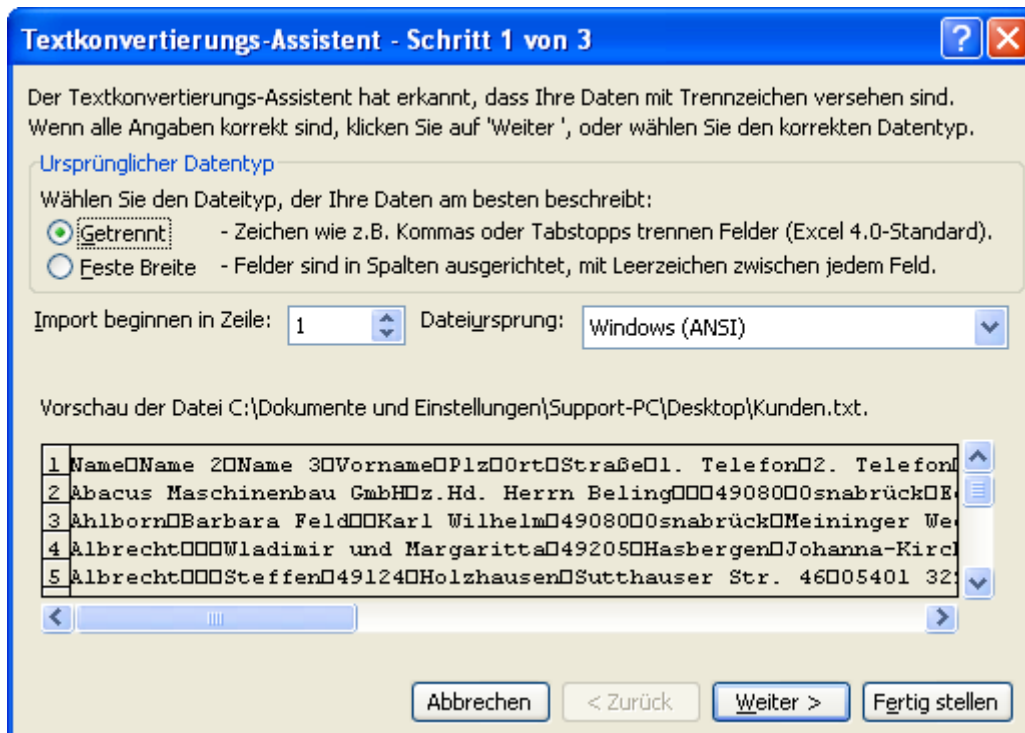 Textkonvertierungs-Assistent - Schritt 1 von 3
Der Textkonvertierungs-Assistent hat erkannt, dass Ihre Daten mit Trennzeichen versehen sind.
Wenn alle Angaben korrekt sind, klicken Sie auf 'Weiter ', oder wählen Sie den korrekten Datentyp.
Ursprünglicher Datentyp
Wählen Sie den Dateityp, der Ihre Daten am besten beschreibt:
Getrennt - Zeichen wie z.B. Kommas oder Tabstopps trennen Felder (Excel 4.0-Standard).
Feste Breite - Felder sind in Spalten ausgerichtet, mit Leerzeichen zwischen jedem Feld.
Import beginnen in Zeile: 1 Dateiursprung: Windows (ANSI)
Vorschau der Datei C:\Dokumente und Einstellungen\Support-PC\Desktop\Kunden.txt.
1 Name□Name 2□Name 3□Vorname□Plz□Ort□Straße□1. Telefon□2. Telefon□
2 Abacus Maschinenbau GmbH□z.Hd. Herrn Beling□□□49080□Osnabrück□
3 Ahlborn□Barbara Feld□□Karl Wilhelm□49080□Osnabrück□Meininger
4 Albrecht□□□Wladimir und Margaritta□49205□Hasbergen□
5 Albrecht□□□Steffen□49124□Holzhausen□Sutthauser Str. 46□05401
Abbrechen < Zurück Weiter > Fertig stellen